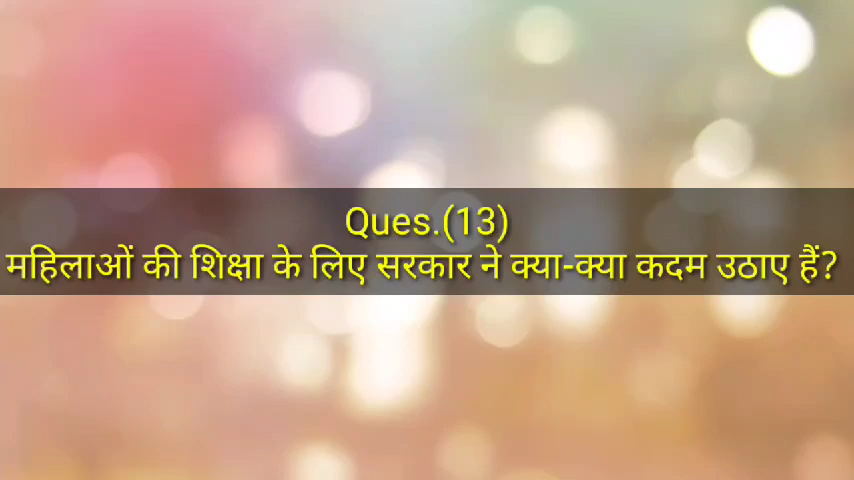 Ques.(13)
महिलाओं की शिक्षा के लिए सरकार ने क्या-क्या कदम उठाए हैं?